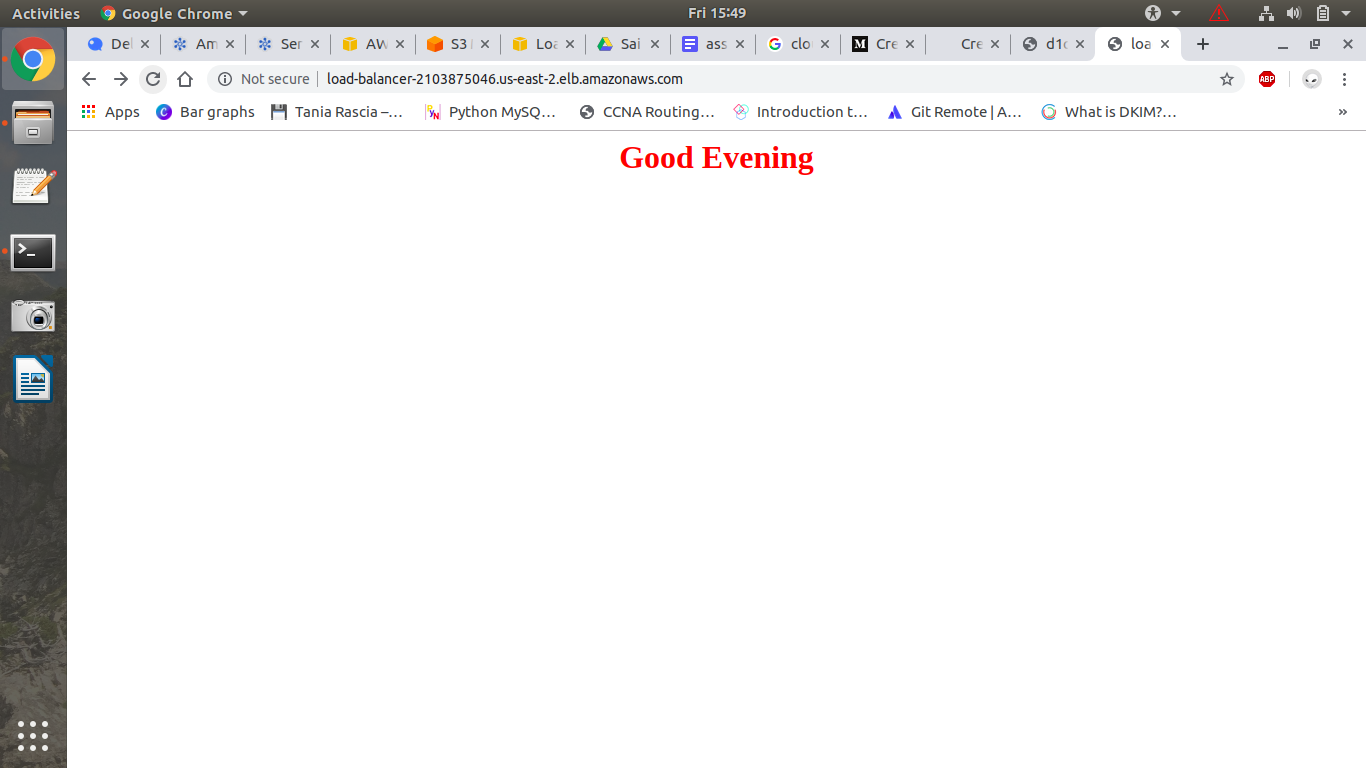 Activities Google Chrome Fri 15:49
Del Am Ser AW S3 Loa Sai ass clo Cre Cre d1c loa
Not secure load-balancer-2103875046.us-east-2.elb.amazonaws.com ABP
Apps Bar graphs Tania Rascia –... Python MySQ... CCNA Routing... Introduction t... Git Remote | A... What is DKIM?... »
Good Evening